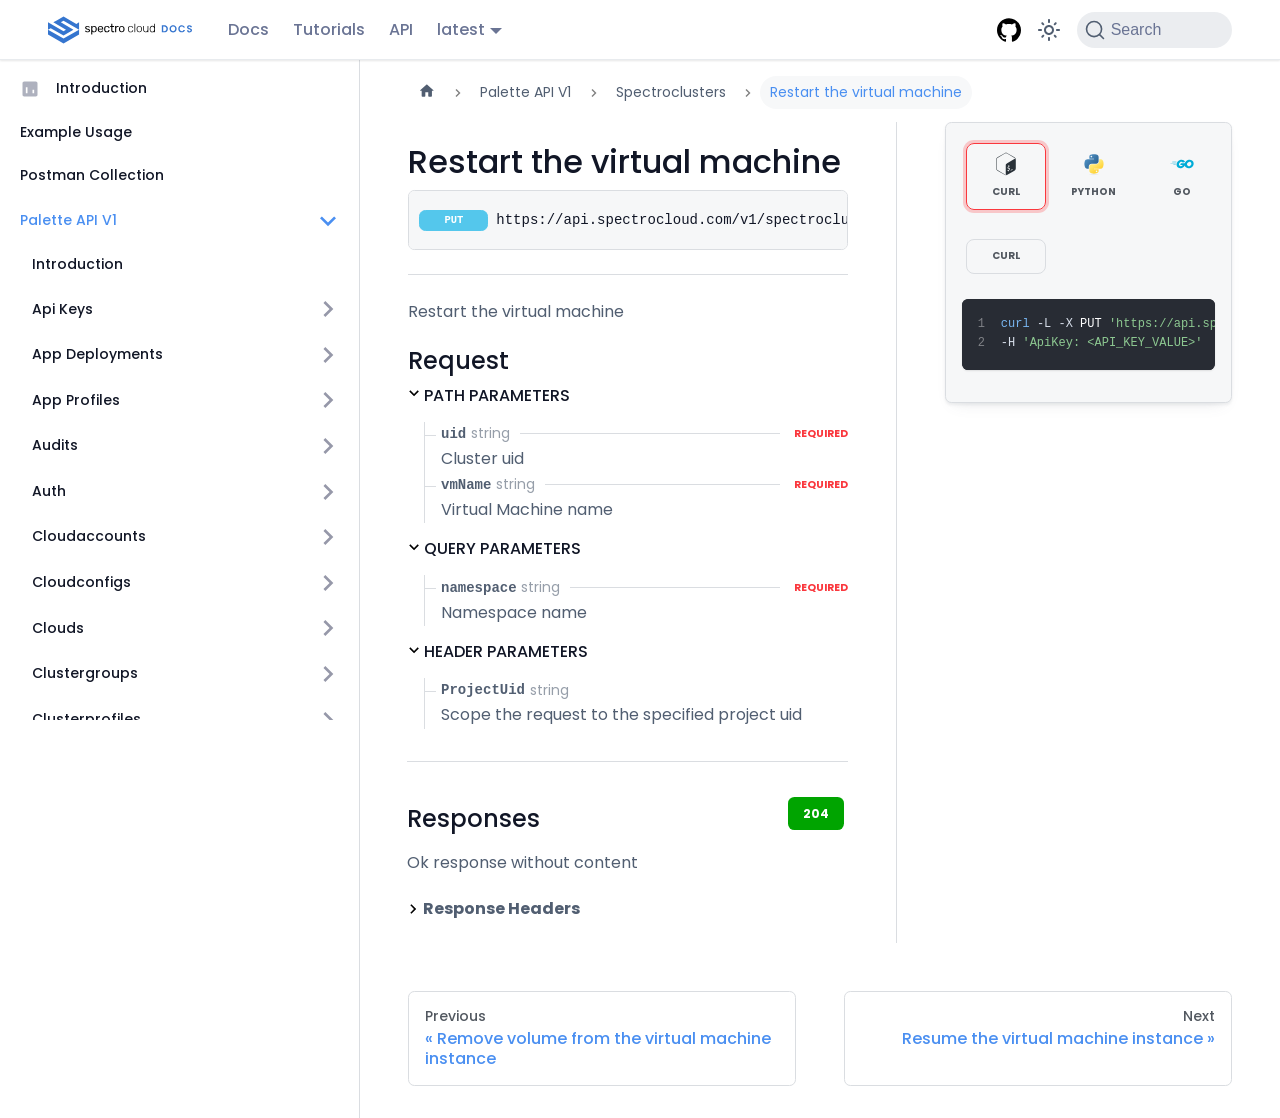 spectro cloud DOCS
Docs
Tutorials
API
latest
Search
Introduction
Example Usage
Postman Collection
Palette API V1
Introduction
Api Keys
App Deployments
App Profiles
Audits
Auth
Cloudaccounts
Cloudconfigs
Clouds
Clustergroups
Clusterprofiles
Palette API V1
Spectroclusters
Restart the virtual machine
Restart the virtual machine
PUT https://api.spectrocloud.com/v1/spectroclu
Restart the virtual machine
Request
PATH PARAMETERS
uid string REQUIRED
Cluster uid
vmName string REQUIRED
Virtual Machine name
QUERY PARAMETERS
namespace string REQUIRED
Namespace name
HEADER PARAMETERS
ProjectUid string
Scope the request to the specified project uid
Responses
204
Ok response without content
Response Headers
CURL
PYTHON
GO
GO
CURL
1 curl -L -X PUT 'https://api.sp
2 -H 'ApiKey: <API_KEY_VALUE>'
Previous
« Remove volume from the virtual machine
instance
Next
Resume the virtual machine instance »